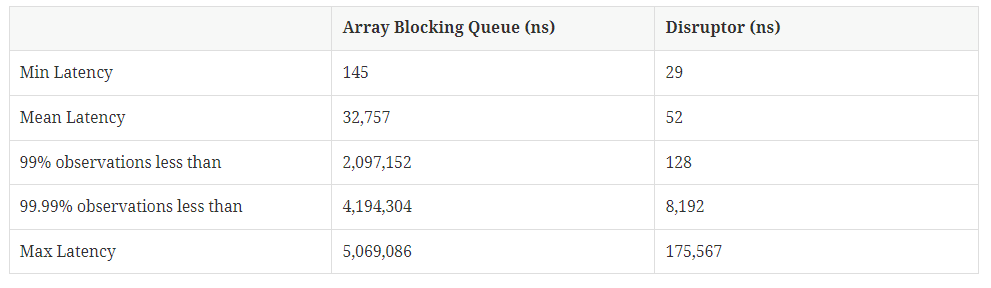 Array Blocking Queue (ns) Disruptor (ns)
Min Latency 145 29
Mean Latency 32,757 52
99% observations less than 2,097,152 128
99.99% observations less than 4,194,304 8,192
Max Latency 5,069,086 175,567